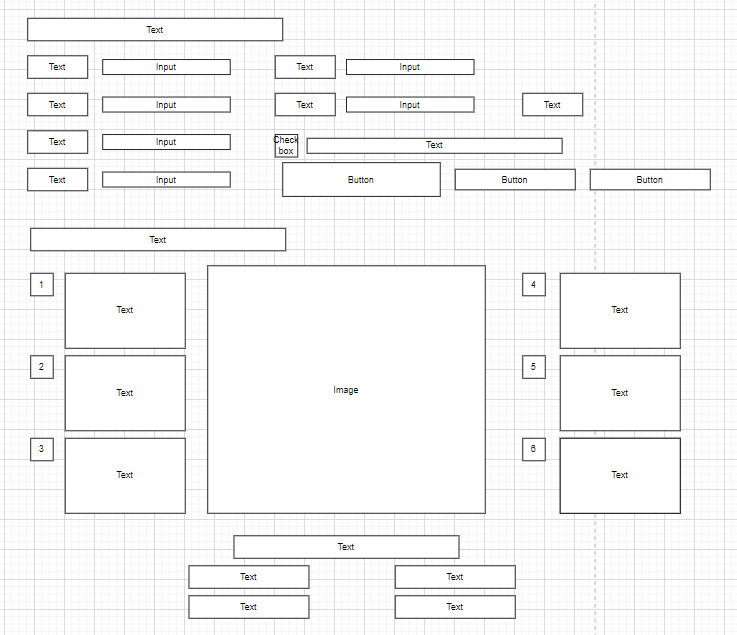 Text
Text Input Text Input
Text Input Text Input Text
Text Input Check box Text
Text Input Button Button Button
Text
1 Text 4 Text
2 Text Image 5 Text
3 Text 6 Text
Text
Text Text
Text Text